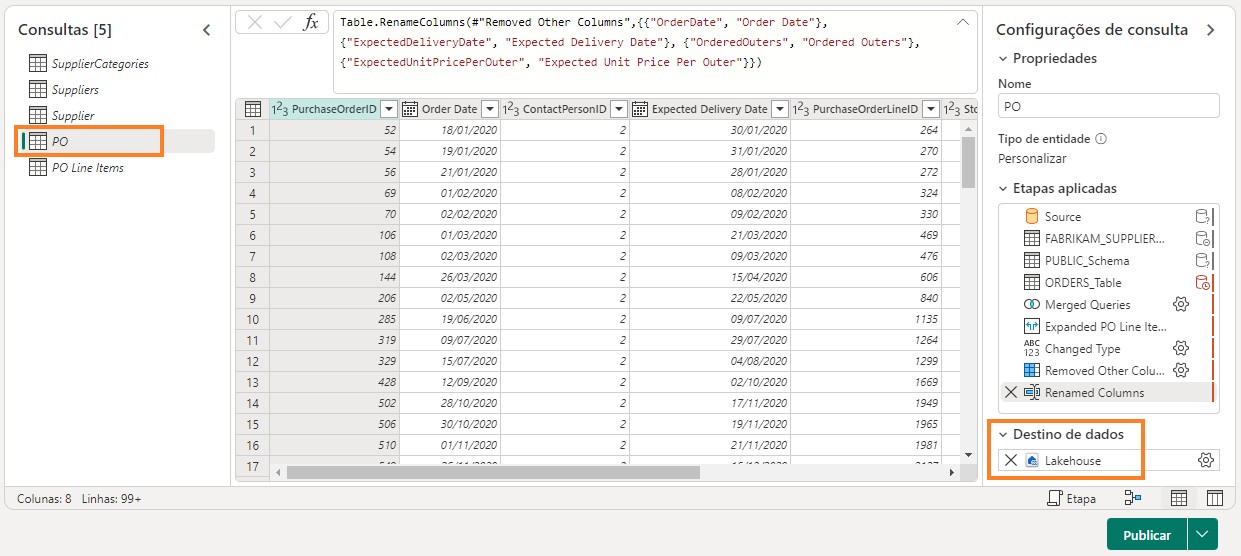 Consultas [5]
SupplierCategories
Suppliers
Supplier
PO
PO Line Items
fx
Table.RenameColumns(#"Removed Other Columns",{{"OrderDate", "Order Date"},
{"ExpectedDeliveryDate", "Expected Delivery Date"}, {"OrderedOuters", "Ordered Outers"},
{"ExpectedUnitPricePerOuter", "Expected Unit Price Per Outer"}})
123 PurchaseOrderID Order Date 123 ContactPersonID Expected Delivery Date 123 PurchaseOrderLineID 123 Sto
1 52 18/01/2020 2 30/01/2020 264
2 54 19/01/2020 2 31/01/2020 270
3 56 21/01/2020 2 28/01/2020 272
4 69 01/02/2020 2 08/02/2020 324
5 70 02/02/2020 2 09/02/2020 330
6 106 01/03/2020 2 21/03/2020 469
7 108 02/03/2020 2 09/03/2020 476
8 144 26/03/2020 2 15/04/2020 606
9 206 02/05/2020 2 22/05/2020 840
10 285 19/06/2020 2 09/07/2020 1135
11 319 09/07/2020 2 29/07/2020 1264
12 329 15/07/2020 2 04/08/2020 1299
13 428 12/09/2020 2 02/10/2020 1669
14 502 28/10/2020 2 17/11/2020 1949
15 506 30/10/2020 2 19/11/2020 1965
16 510 01/11/2020 2 21/11/2020 1981
17
Configurações de consulta
Propriedades
Nome
PO
Tipo de entidade
Personalizar
Etapas aplicadas
Source
FABRIKAM_SUPPLIER...
PUBLIC_Schema
ORDERS_Table
Merged Queries
Expanded PO Line Ite...
ABC 123 Changed Type
Removed Other Colu...
Renamed Columns
Destino de dados
Lakehouse
Colunas: 8 Linhas: 99+
Etapa
Publicar